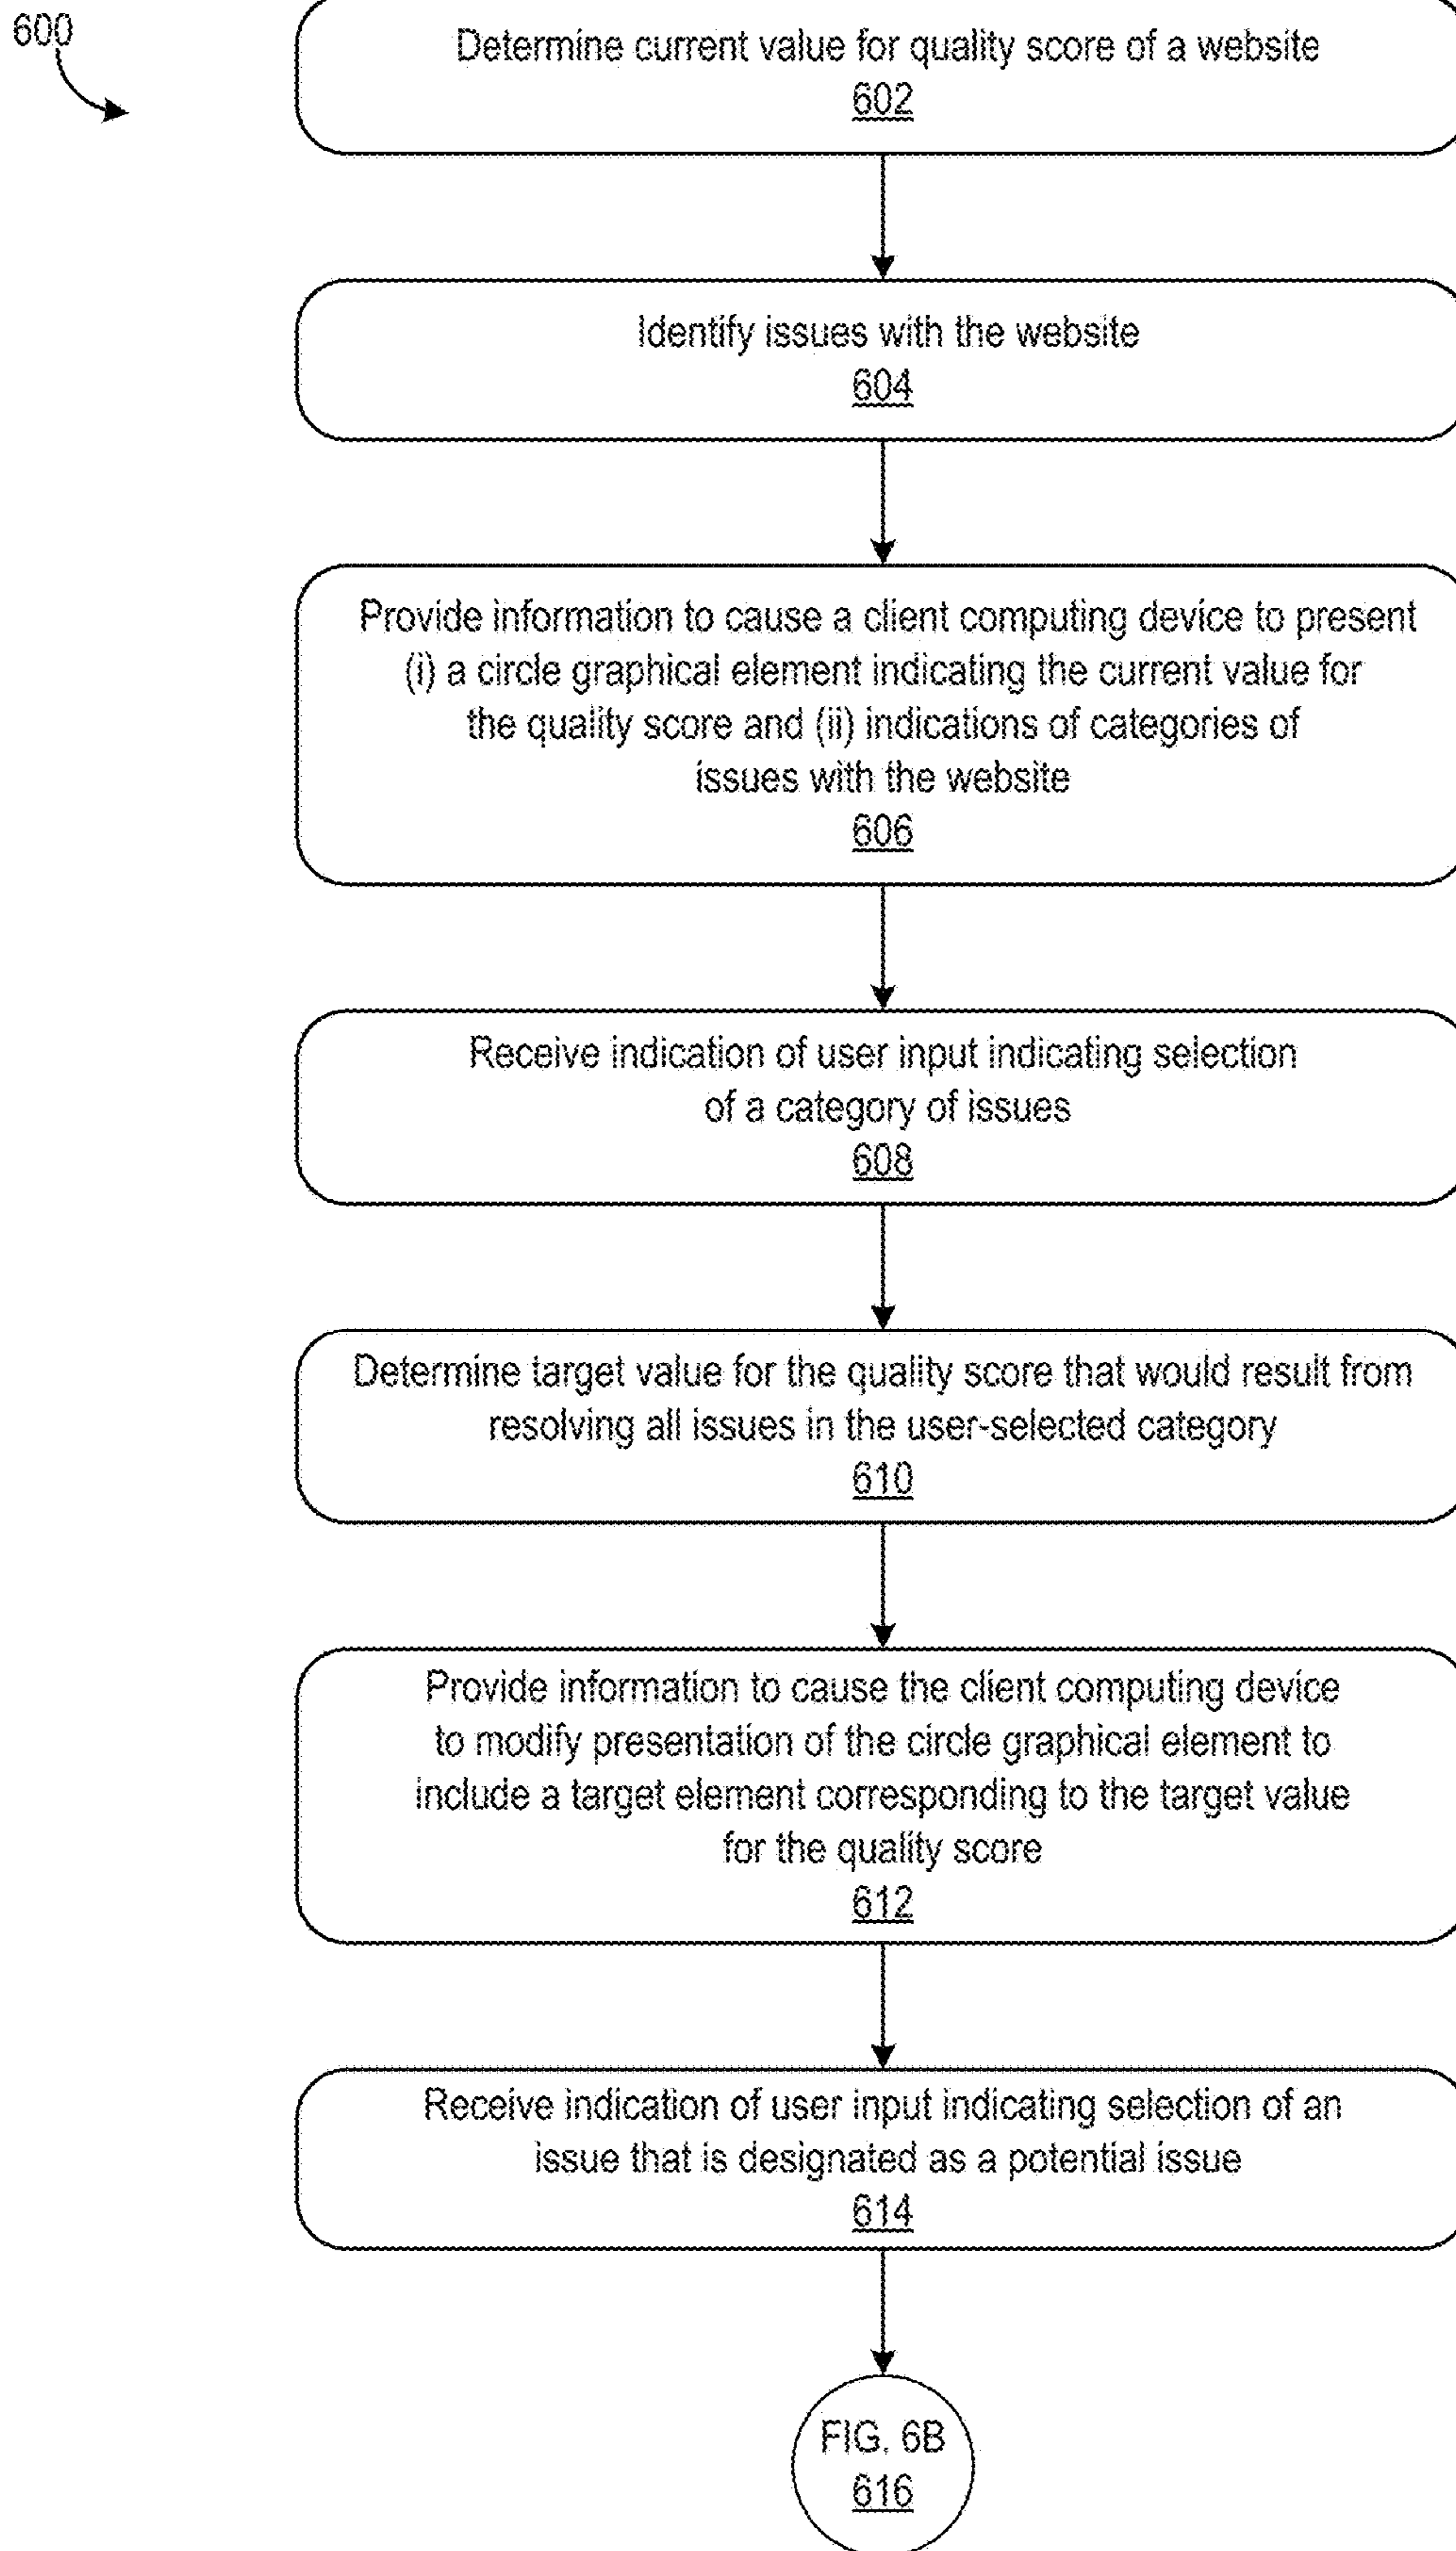 600
Determine current value for quality score of a website
602
Identify issues with the website
604
Provide information to cause a client computing device to present
(i) a circle graphical element indicating the current value for
the quality score and (ii) indications of categories of
issues with the website
606
Receive indication of user input indicating selection
of a category of issues
608
Determine target value for the quality score that would result from
resolving all issues in the user-selected category
610
Provide information to cause the client computing device
to modify presentation of the circle graphical element to
include a target element corresponding to the target value
for the quality score
612
Receive indication of user input indicating selection of an
issue that is designated as a potential issue
614
FIG. 6B
616